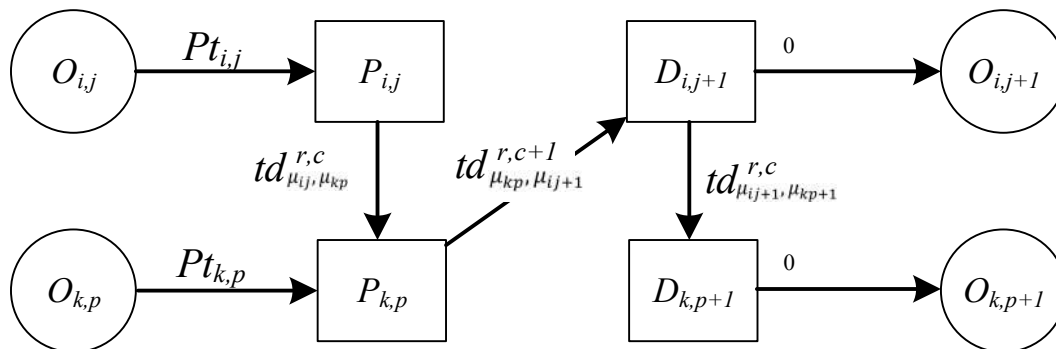 O_{i,j} Pt_{i,j} P_{i,j} D_{i,j+1} 0 O_{i,j+1}
td^{r,c}_{μ_{ij},μ_{kp}} td^{r,c+1}_{μ_{kp},μ_{ij+1}} td^{r,c}_{μ_{ij+1},μ_{kp+1}}
O_{k,p} Pt_{k,p} P_{k,p} D_{k,p+1} 0 O_{k,p+1}